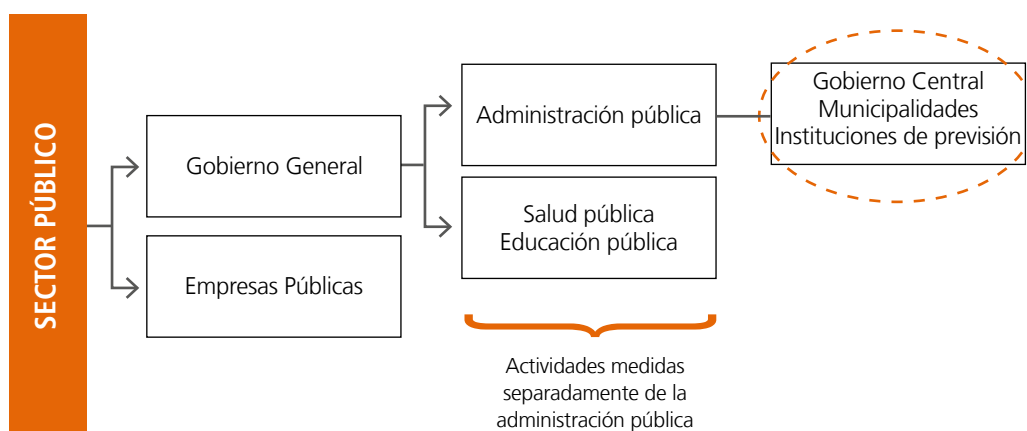 SECTOR PÚBLICO
Gobierno General
Empresas Públicas
Administración pública
Salud pública
Educación pública
Gobierno Central
Municipalidades
Instituciones de previsión
Actividades medidas
separadamente de la
administración pública